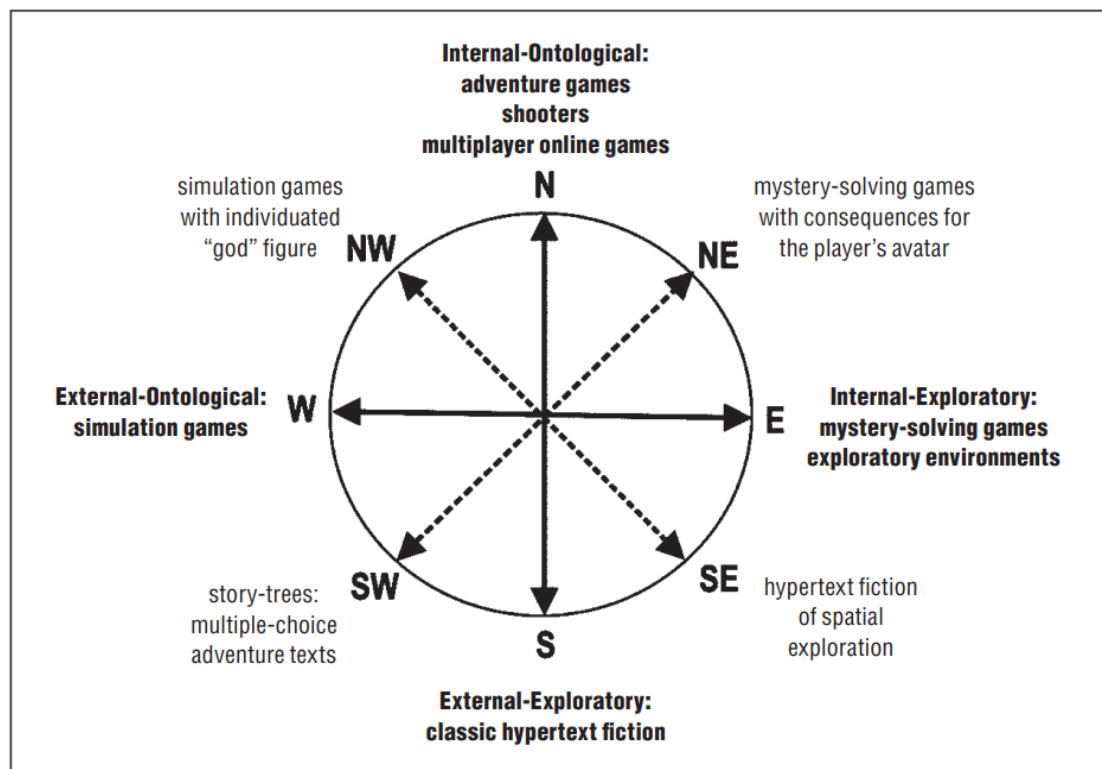 Internal-Ontological:
adventure games
shooters
multiplayer online games
N
simulation games
with individuated
“god” figure
NW
mystery-solving games
with consequences for
the player’s avatar
NE
External-Ontological:
simulation games
W
E
Internal-Exploratory:
mystery-solving games
exploratory environments
SW
story-trees:
multiple-choice
adventure texts
SE
hypertext fiction
of spatial
exploration
S
External-Exploratory:
classic hypertext fiction